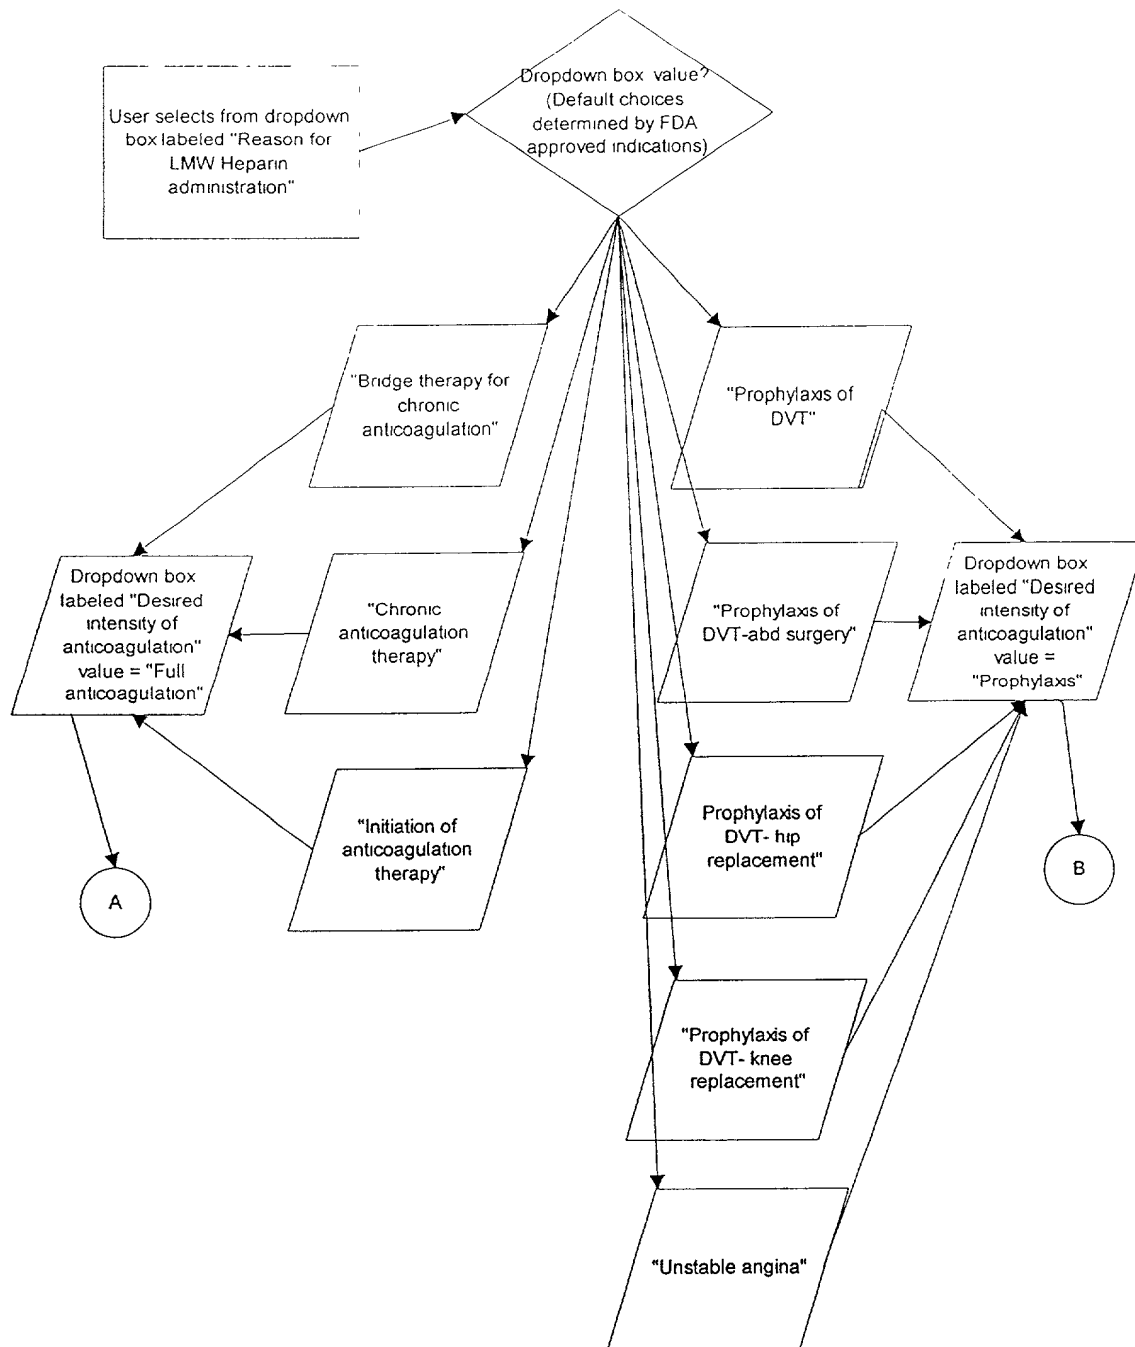 User selects from dropdown
box labeled "Reason for
LMW Heparin
administration"
Dropdown box value?
(Default choices
determined by FDA
approved indications)
"Bridge therapy for
chronic
anticoagulation"
"Prophylaxis of
DVT"
Dropdown box
labeled "Desired
intensity of
anticoagulation"
value = "Full
anticoagulation"
"Chronic
anticoagulation
therapy"
"Prophylaxis of
DVT-abd surgery"
Dropdown box
labeled "Desired
intensity of
anticoagulation"
value =
"Prophylaxis"
"Initiation of
anticoagulation
therapy"
Prophylaxis of
DVT- hip
replacement"
A
B
"Prophylaxis of
DVT- knee
replacement"
"Unstable angina"